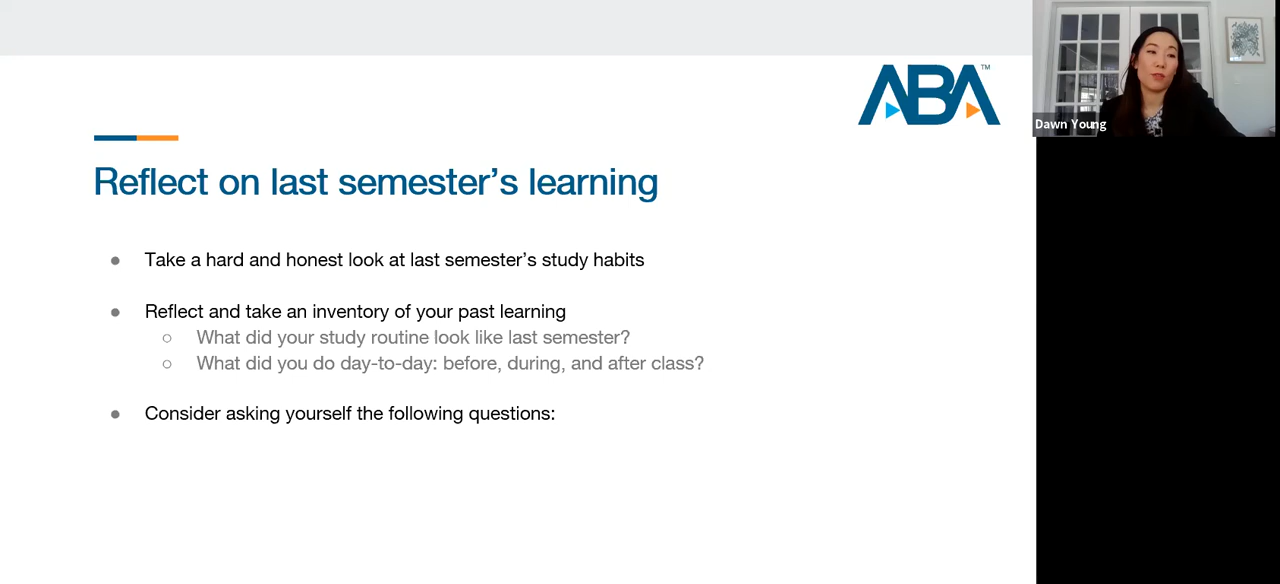 ABA™
Dawn Young
Reflect on last semester’s learning
● Take a hard and honest look at last semester’s study habits
● Reflect and take an inventory of your past learning
○ What did your study routine look like last semester?
○ What did you do day-to-day: before, during, and after class?
● Consider asking yourself the following questions: